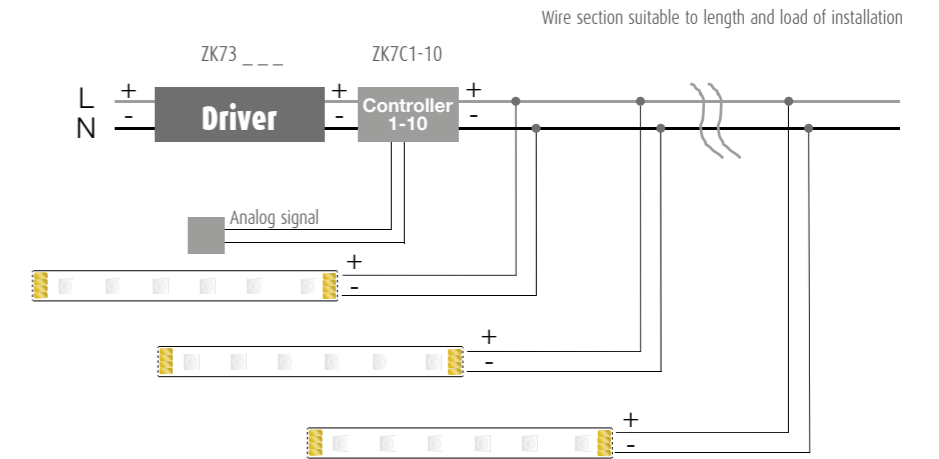 Wire section suitable to length and load of installation
ZK73 _ _ _
ZK7C1-10
L + Driver + Controller 1-10 +
N - - -
Analog signal
+
-
+
-
+
-